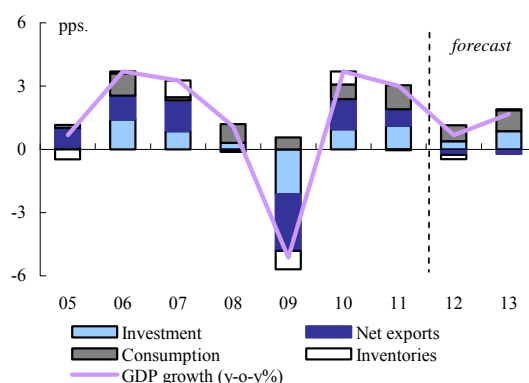 6
pps.
forecast
3
0
-3
-6
05 06 07 08 09 10 11 12 13
Investment Net exports
Consumption Inventories
GDP growth (y-o-y%)